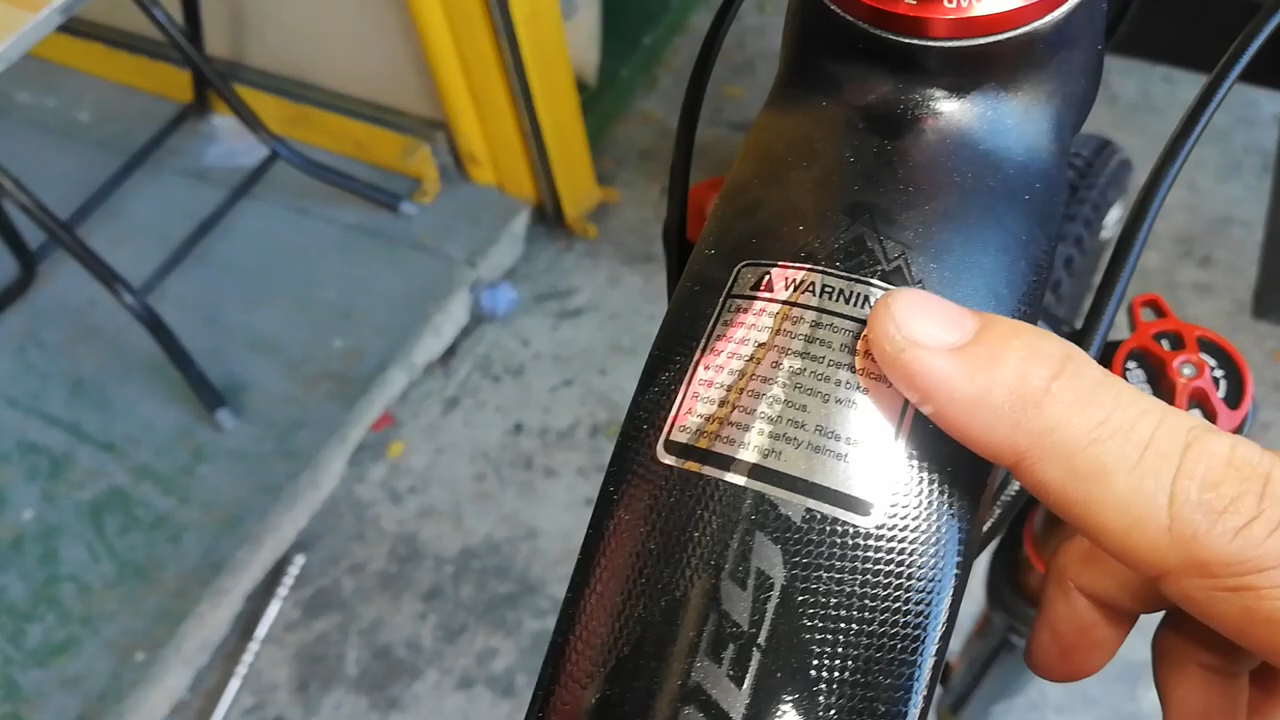 WARNIN
Like other high-performa
aluminum structures, this fra
should be inspected periodically
for cracks. do not ride a bike
with any cracks. Riding with
cracks is dangerous.
Ride at your own risk. Ride sa
Always wear a safety helmet.
do not ride at night.